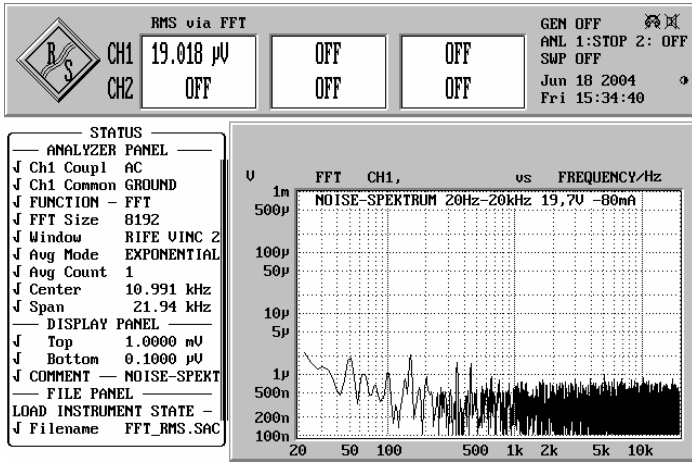 RMS via FFT
GEN OFF
R
S
CH1 19.018 µV OFF OFF
ANL 1:STOP 2: OFF
SWP OFF
CH2 OFF OFF OFF
Jun 18 2004
Fri 15:34:40
STATUS
ANALYZER PANEL
Ch1 Coupl AC
Ch1 Common GROUND
FUNCTION – FFT
FFT Size 8192
Window RIFE VINC 2
Avg Mode EXPONENTIAL
Avg Count 1
Center 10.991 kHz
Span 21.94 kHz
DISPLAY PANEL
Top 1.0000 mV
Bottom 0.1000 µV
COMMENT — NOISE-SPEKT
FILE PANEL
LOAD INSTRUMENT STATE –
Filename FFT_RMS.SAC
V FFT CH1, vs FREQUENCY/Hz
NOISE-SPEKTRUM 20Hz-20kHz 19,7V -80mA
1m
500µ
100µ
50µ
10µ
5µ
1µ
500n
200n
100n
20 50 100 500 1k 2k 5k 10k